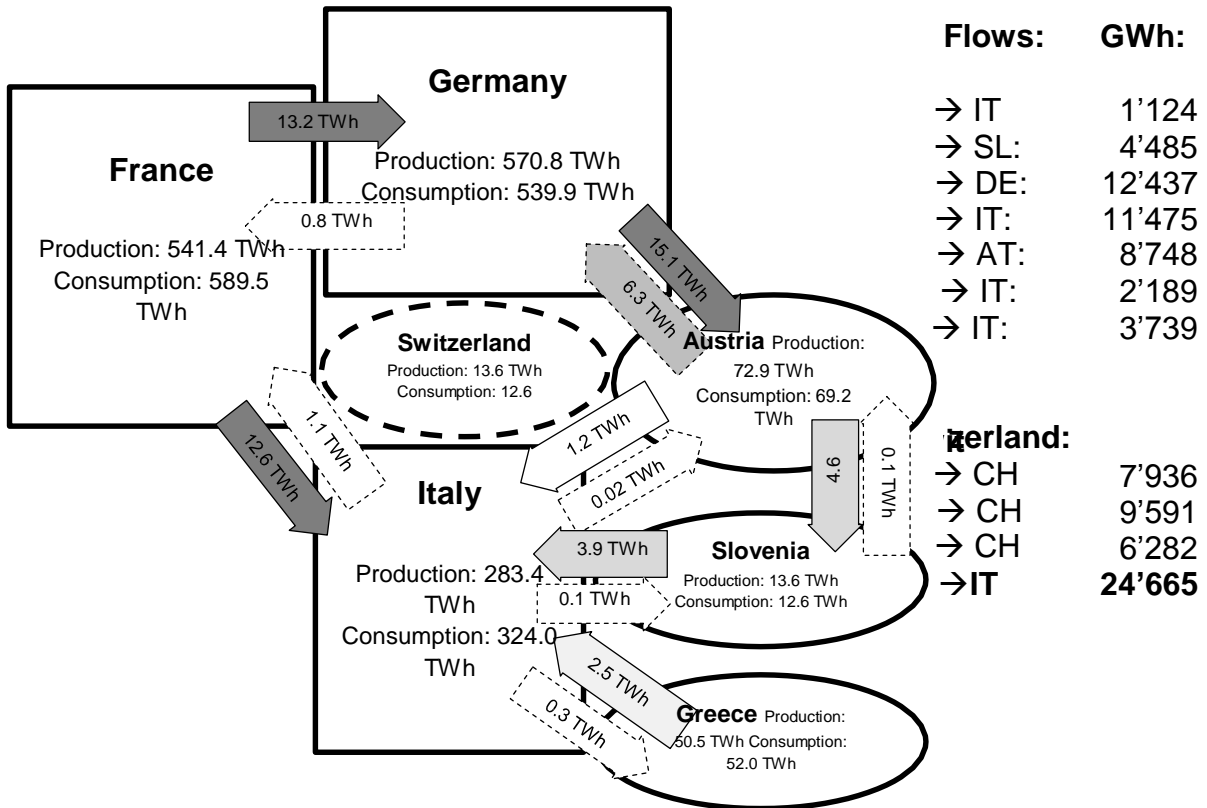 Flows: GWh:
Germany
→ IT 1’124
13.2 TWh
→ SL: 4’485
France
Production: 570.8 TWh
Consumption: 539.9 TWh
→ DE: 12’437
0.8 TWh
→ IT: 11’475
Production: 541.4 TWh
Consumption: 589.5
TWh
15.1 TWh
→ AT: 8’748
6.3 TWh
→ IT: 2’189
→ IT: 3’739
Switzerland
Production: 13.6 TWh
Consumption: 12.6
Austria Production:
72.9 TWh
Consumption: 69.2
TWh
1.1 TWh
12.6 TWh
1.2 TWh
0.02 TWh
4.6
0.1 TWh
izerland:
→ CH 7’936
→ CH 9’591
→ CH 6’282
→IT 24’665
Italy
3.9 TWh
Slovenia
Production: 13.6 TWh
Consumption: 12.6 TWh
Production: 283.4
TWh
0.1 TWh
Consumption: 324.0
TWh
2.5 TWh
0.3 TWh
Greece Production:
50.5 TWh Consumption:
52.0 TWh